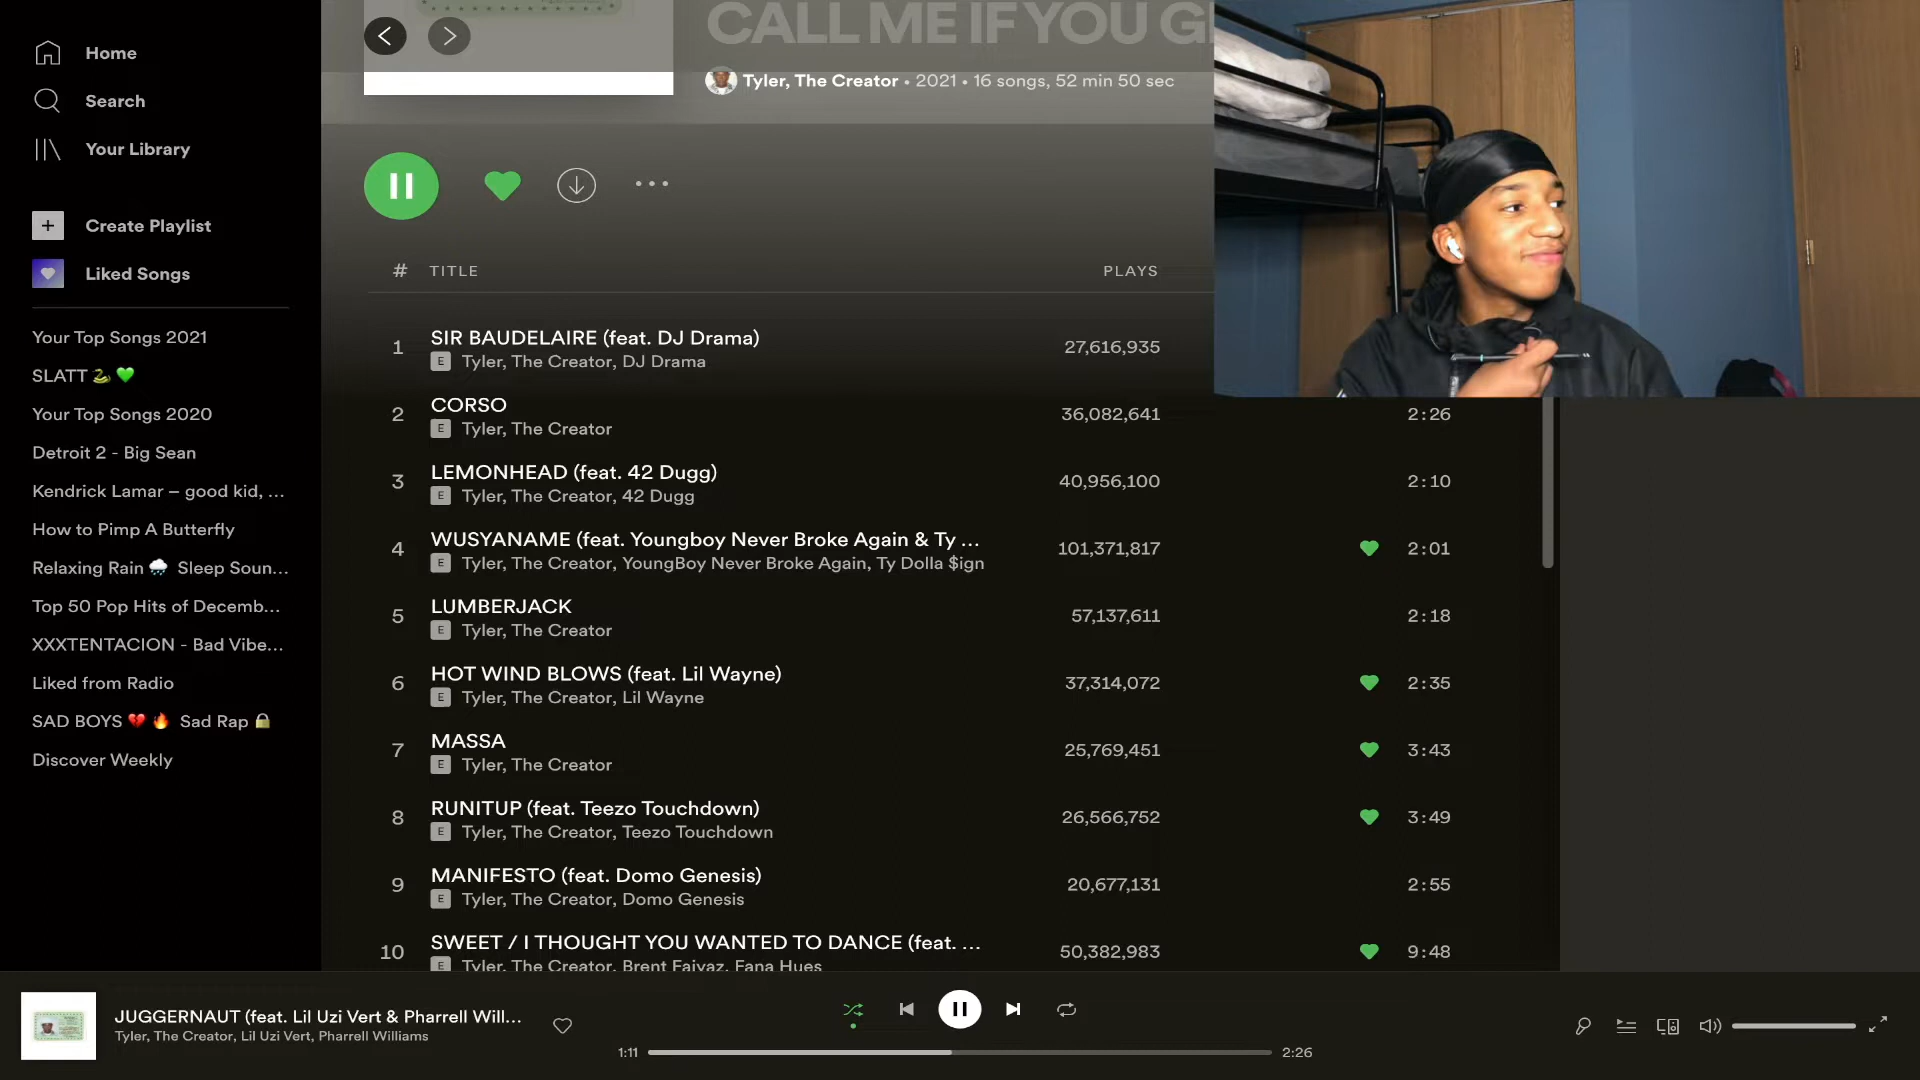 Home
Search
Your Library
Create Playlist
Liked Songs
Your Top Songs 2021
SLATT 🐍 💚
Your Top Songs 2020
Detroit 2 - Big Sean
Kendrick Lamar – good kid, ...
How to Pimp A Butterfly
Relaxing Rain 🌧 Sleep Soun...
Top 50 Pop Hits of Decemb...
XXXTENTACION - Bad Vibe...
Liked from Radio
SAD BOYS 💔 🔥 Sad Rap 🔒
Discover Weekly
CALL ME IF YOU G
Tyler, The Creator • 2021 • 16 songs, 52 min 50 sec
# TITLE PLAYS
1 SIR BAUDELAIRE (feat. DJ Drama) 27,616,935
E Tyler, The Creator, DJ Drama
2 CORSO 36,082,641 2:26
E Tyler, The Creator
3 LEMONHEAD (feat. 42 Dugg) 40,956,100 2:10
E Tyler, The Creator, 42 Dugg
4 WUSYANAME (feat. Youngboy Never Broke Again & Ty ... 101,371,817 2:01
E Tyler, The Creator, YoungBoy Never Broke Again, Ty Dolla $ign
5 LUMBERJACK 57,137,611 2:18
E Tyler, The Creator
6 HOT WIND BLOWS (feat. Lil Wayne) 37,314,072 2:35
E Tyler, The Creator, Lil Wayne
7 MASSA 25,769,451 3:43
E Tyler, The Creator
8 RUNITUP (feat. Teezo Touchdown) 26,566,752 3:49
E Tyler, The Creator, Teezo Touchdown
9 MANIFESTO (feat. Domo Genesis) 20,677,131 2:55
E Tyler, The Creator, Domo Genesis
10 SWEET / I THOUGHT YOU WANTED TO DANCE (feat. ... 50,382,983 9:48
E Tyler, The Creator, Brent Faiyaz, Fana Hues
JUGGERNAUT (feat. Lil Uzi Vert & Pharrell Will...
Tyler, The Creator, Lil Uzi Vert, Pharrell Williams
1:11 2:26